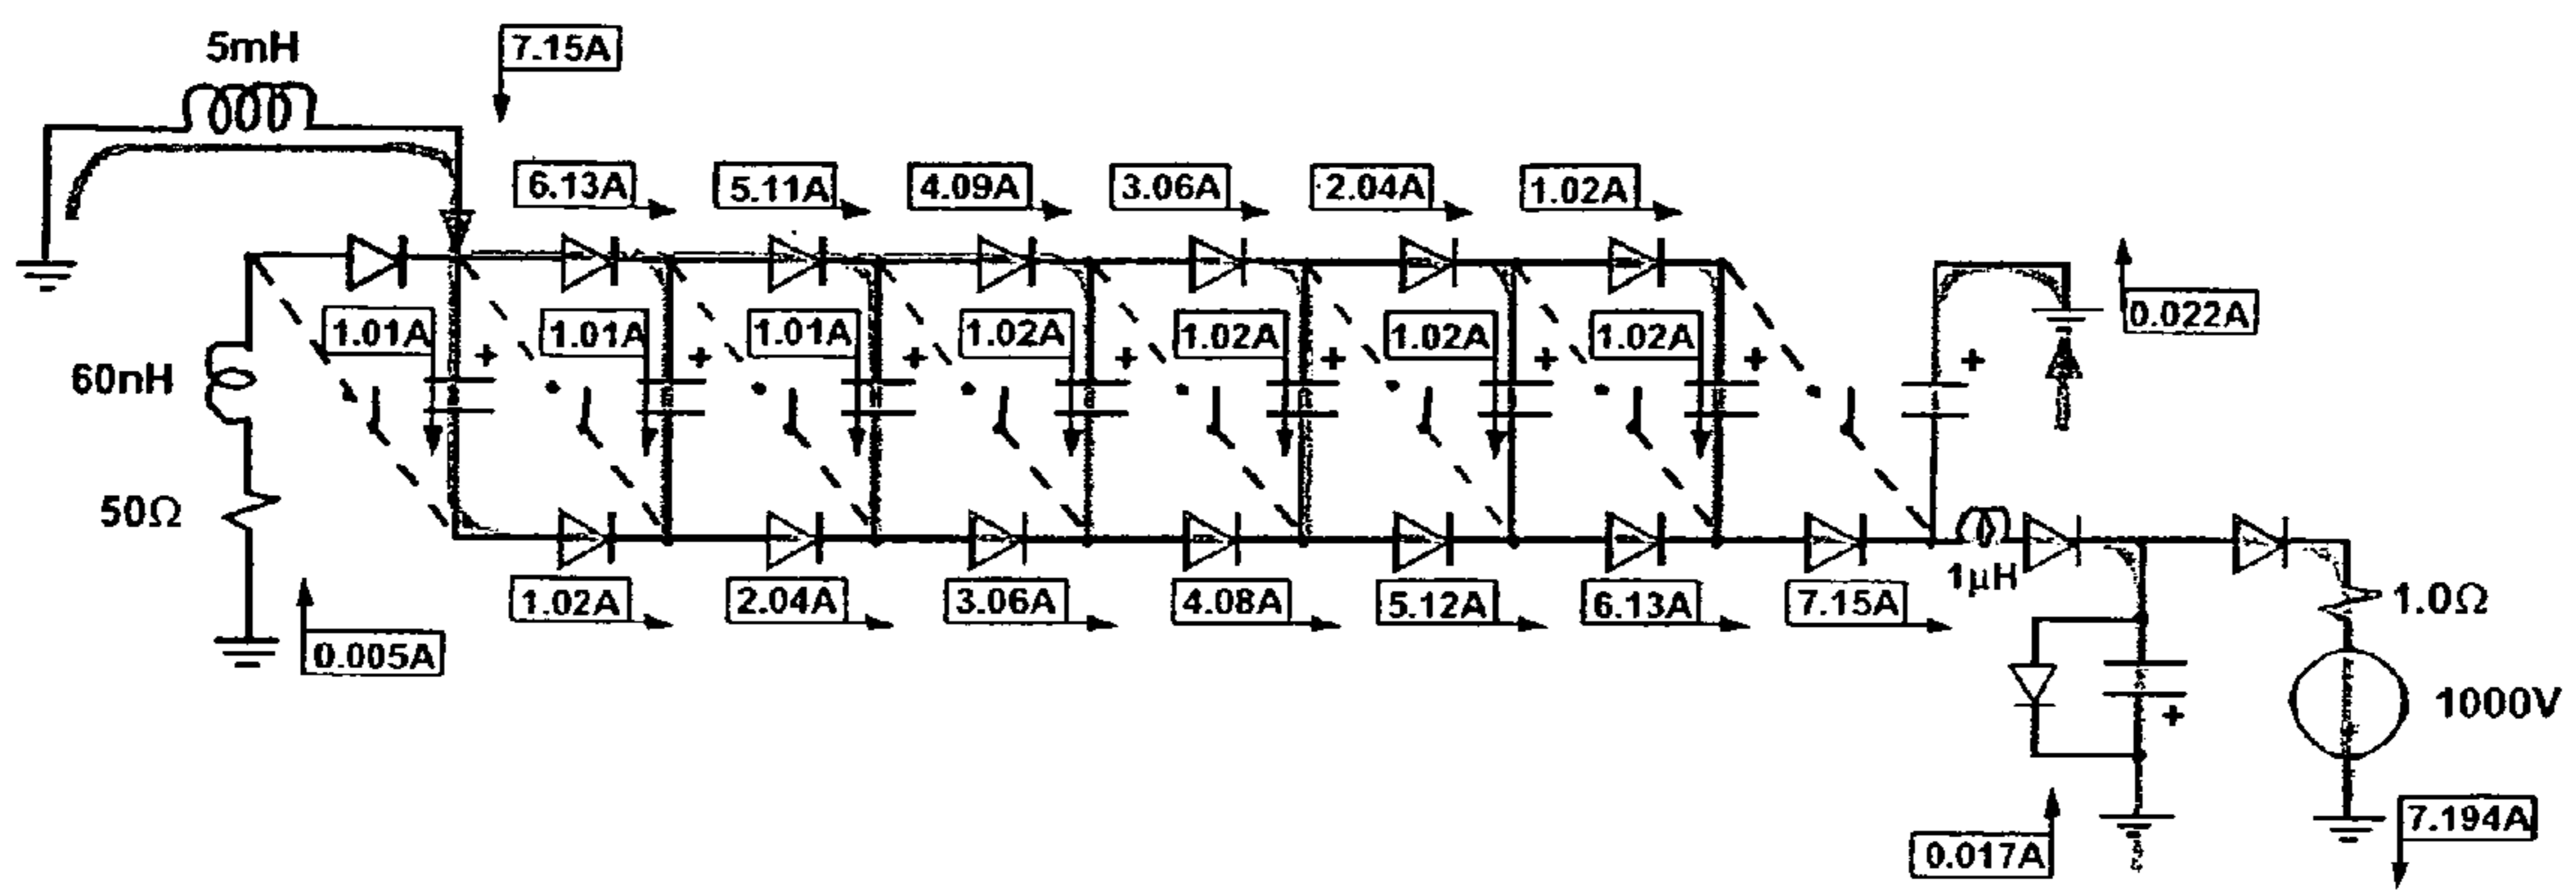 5mH
7.15A
6.13A
5.11A
4.09A
3.06A
2.04A
1.02A
60nH
1.01A
1.01A
1.01A
1.02A
1.02A
1.02A
1.02A
+
+
+
+
+
+
+
+
0.022A
50Ω
0.005A
1.02A
2.04A
3.06A
4.08A
5.12A
6.13A
7.15A
1μH
1.0Ω
+
1000V
0.017A
7.194A